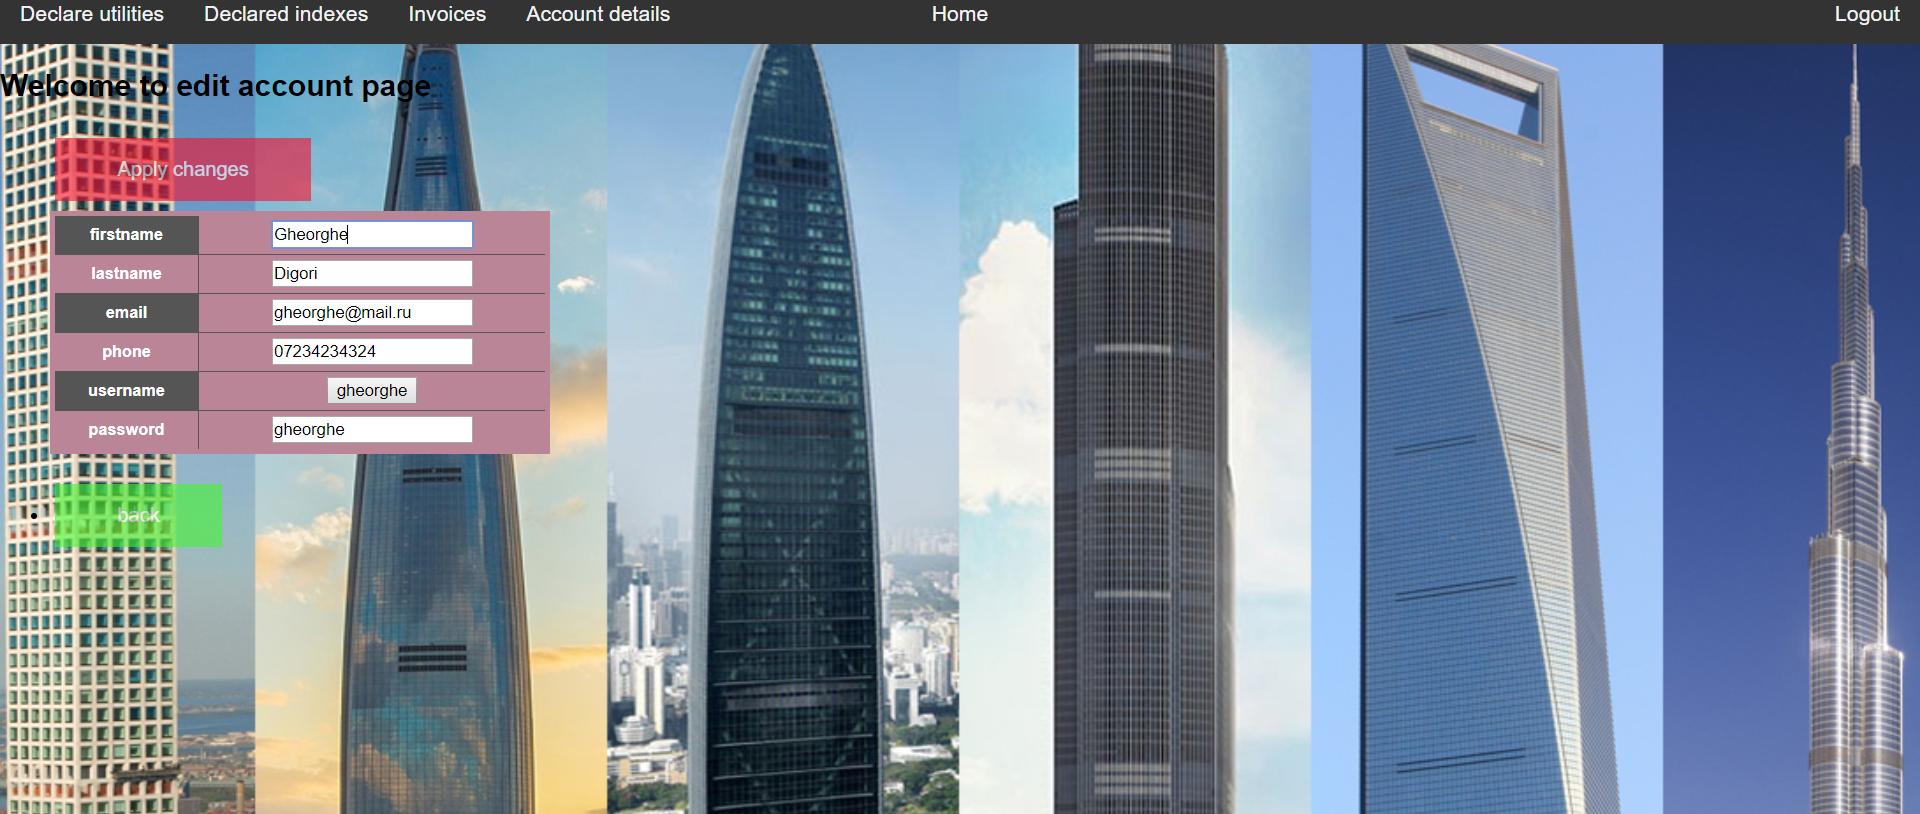 Declare utilities Declared indexes Invoices Account details Home Logout
Welcome to edit account page
Apply changes
firstname Gheorghe
lastname Digori
email gheorghe@mail.ru
phone 07234234324
username gheorghe
password gheorghe
back